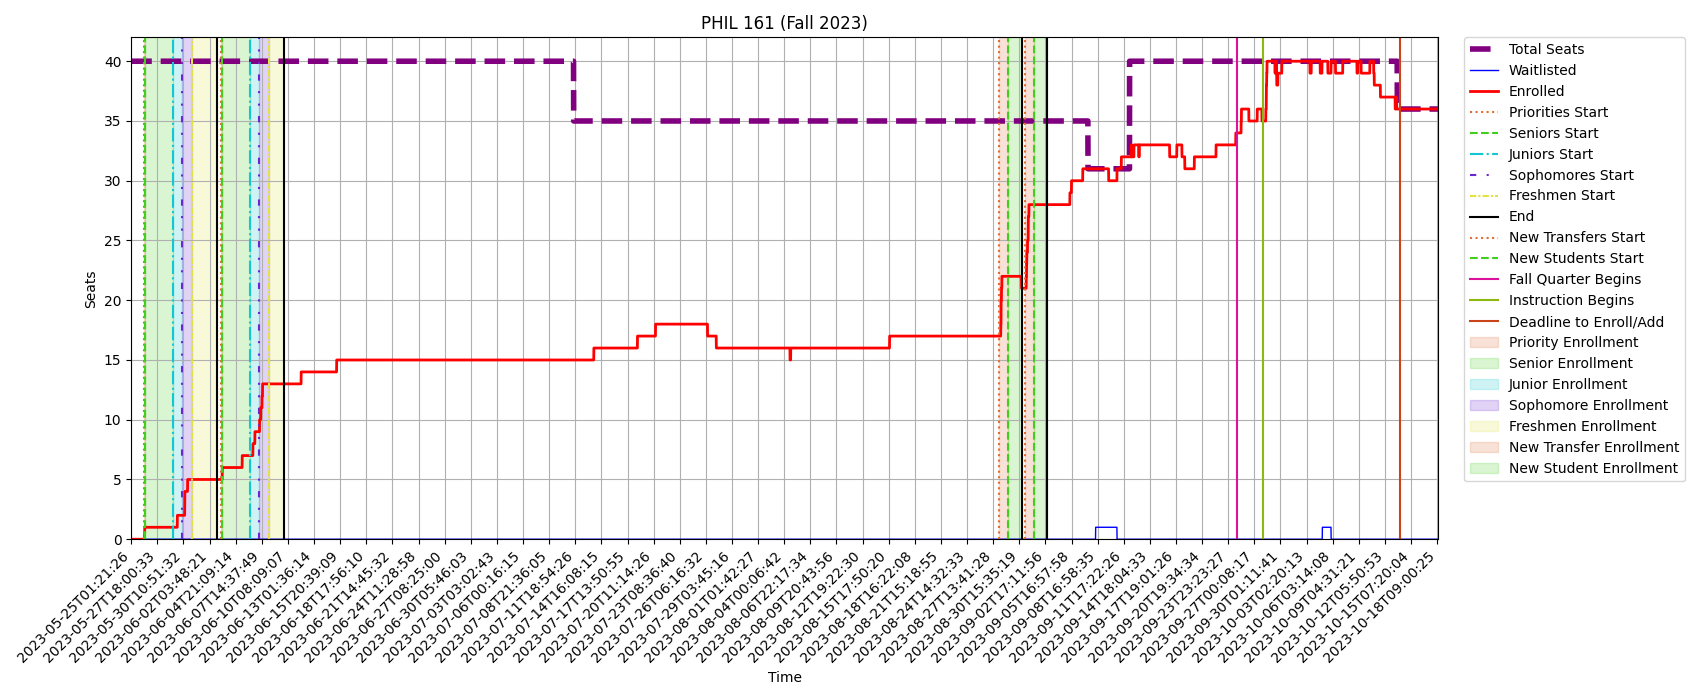 PHIL 161 (Fall 2023)
Seats
40
35
30
25
20
15
10
5
0
2023-05-25T01:21:26
2023-05-27T18:00:33
2023-05-30T10:51:32
2023-06-02T03:48:21
2023-06-04T21:09:14
2023-06-07T14:37:49
2023-06-10T08:09:07
2023-06-13T01:36:14
2023-06-15T20:39:09
2023-06-18T17:56:10
2023-06-21T14:45:32
2023-06-24T11:28:58
2023-06-27T08:25:00
2023-06-30T05:46:03
2023-07-03T03:02:43
2023-07-06T00:16:15
2023-07-08T21:36:05
2023-07-11T18:54:26
2023-07-14T16:08:15
2023-07-17T13:50:55
2023-07-20T11:14:26
2023-07-23T08:36:40
2023-07-26T06:16:32
2023-07-29T03:45:16
2023-08-01T01:42:27
2023-08-04T00:06:42
2023-08-06T22:17:34
2023-08-09T20:43:56
2023-08-12T19:22:30
2023-08-15T17:50:20
2023-08-18T16:22:08
2023-08-21T15:18:55
2023-08-24T14:32:33
2023-08-27T13:41:28
2023-08-30T15:35:19
2023-09-02T17:11:56
2023-09-05T16:57:58
2023-09-08T16:58:35
2023-09-11T17:22:26
2023-09-14T18:04:33
2023-09-17T19:01:26
2023-09-20T19:34:34
2023-09-23T23:23:27
2023-09-27T00:08:17
2023-09-30T01:11:41
2023-10-03T02:20:13
2023-10-06T03:14:08
2023-10-09T04:31:21
2023-10-12T05:50:53
2023-10-15T07:20:04
2023-10-18T09:00:25
Time
Total Seats
Waitlisted
Enrolled
Priorities Start
Seniors Start
Juniors Start
Sophomores Start
Freshmen Start
End
New Transfers Start
New Students Start
Fall Quarter Begins
Instruction Begins
Deadline to Enroll/Add
Priority Enrollment
Senior Enrollment
Junior Enrollment
Sophomore Enrollment
Freshmen Enrollment
New Transfer Enrollment
New Student Enrollment